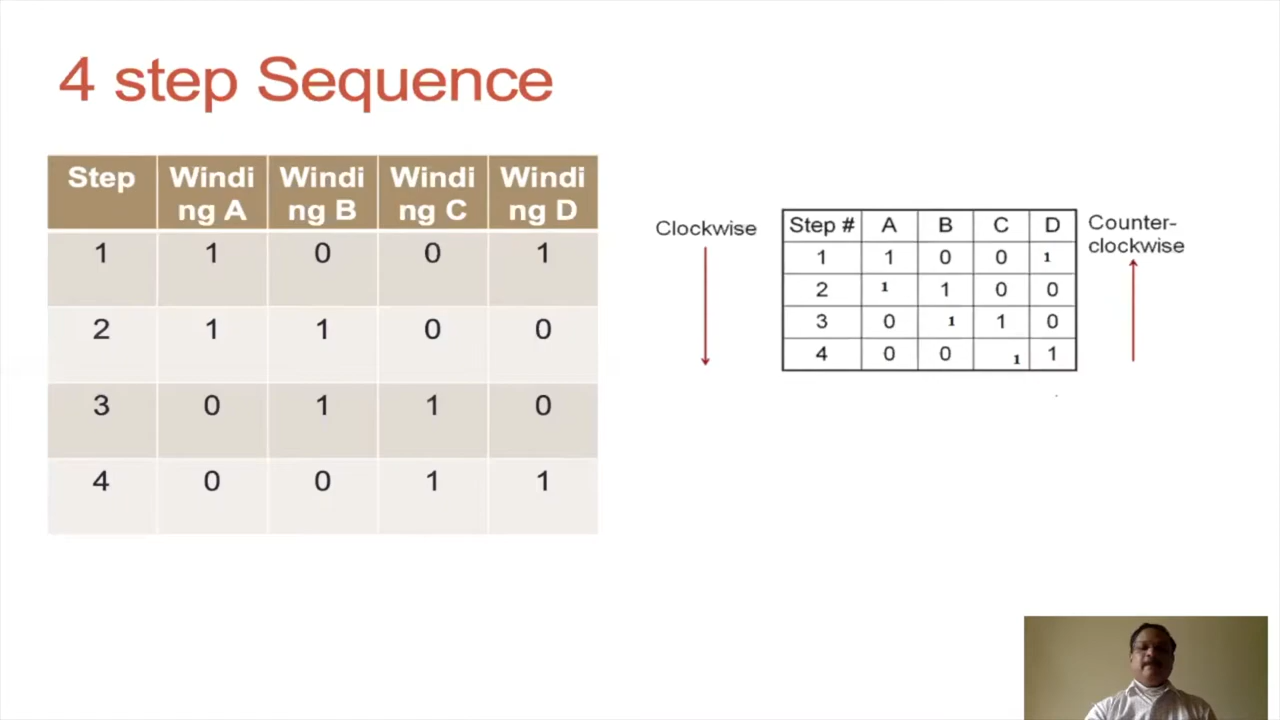 4 step Sequence
Step Windi ng A Windi ng B Windi ng C Windi ng D
1 1 0 0 1
2 1 1 0 0
3 0 1 1 0
4 0 0 1 1
Clockwise
Step # A B C D
1 1 0 0 1
2 1 1 0 0
3 0 1 1 0
4 0 0 1 1
Counter-
clockwise